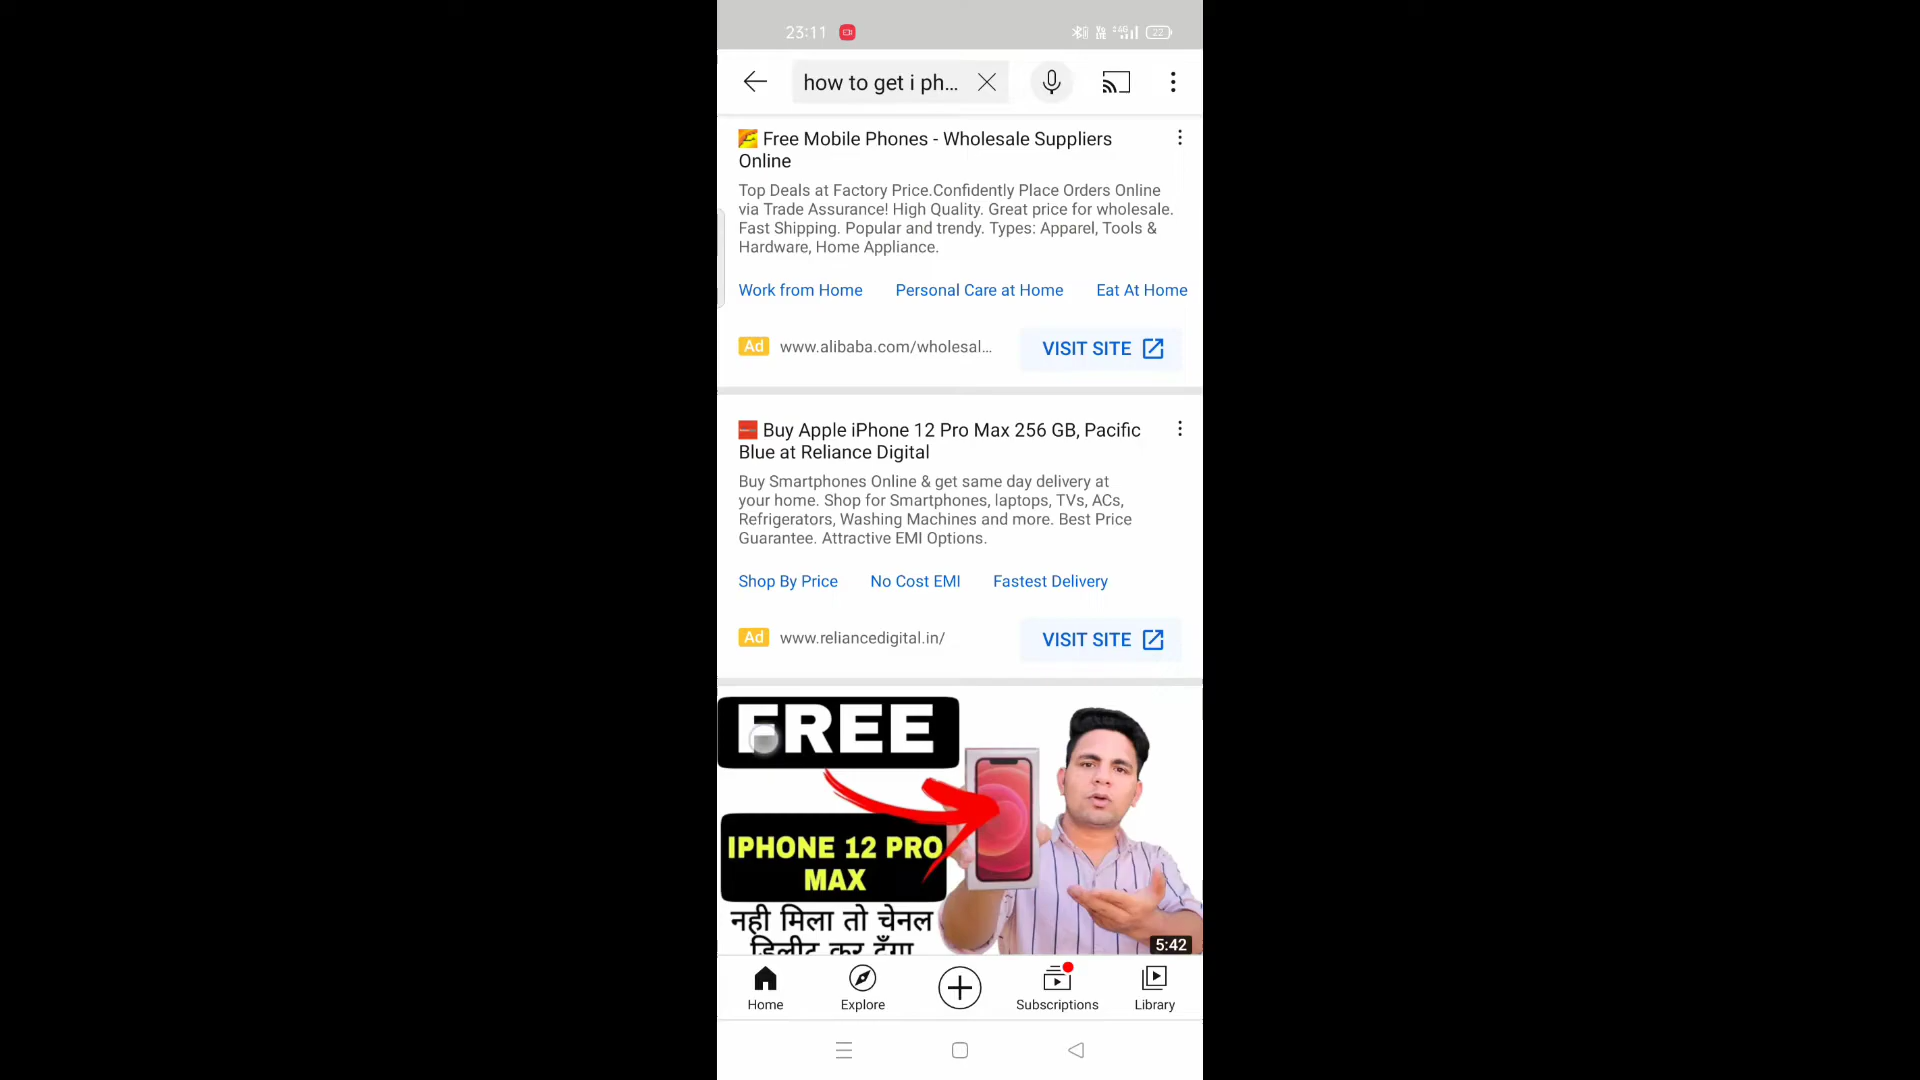 23:11
VO LTE 4G 22
how to get i ph...
Free Mobile Phones - Wholesale Suppliers
Online
Top Deals at Factory Price.Confidently Place Orders Online
via Trade Assurance! High Quality. Great price for wholesale.
Fast Shipping. Popular and trendy. Types: Apparel, Tools &
Hardware, Home Appliance.
Work from Home Personal Care at Home Eat At Home
Ad www.alibaba.com/wholesal... VISIT SITE
Buy Apple iPhone 12 Pro Max 256 GB, Pacific
Blue at Reliance Digital
Buy Smartphones Online & get same day delivery at
your home. Shop for Smartphones, laptops, TVs, ACs,
Refrigerators, Washing Machines and more. Best Price
Guarantee. Attractive EMI Options.
Shop By Price No Cost EMI Fastest Delivery
Ad www.reliancedigital.in/ VISIT SITE
FREE
IPHONE 12 PRO
MAX
नही मिला तो चेनल
डिलीट कर दूँगा
5:42
Home Explore Subscriptions Library